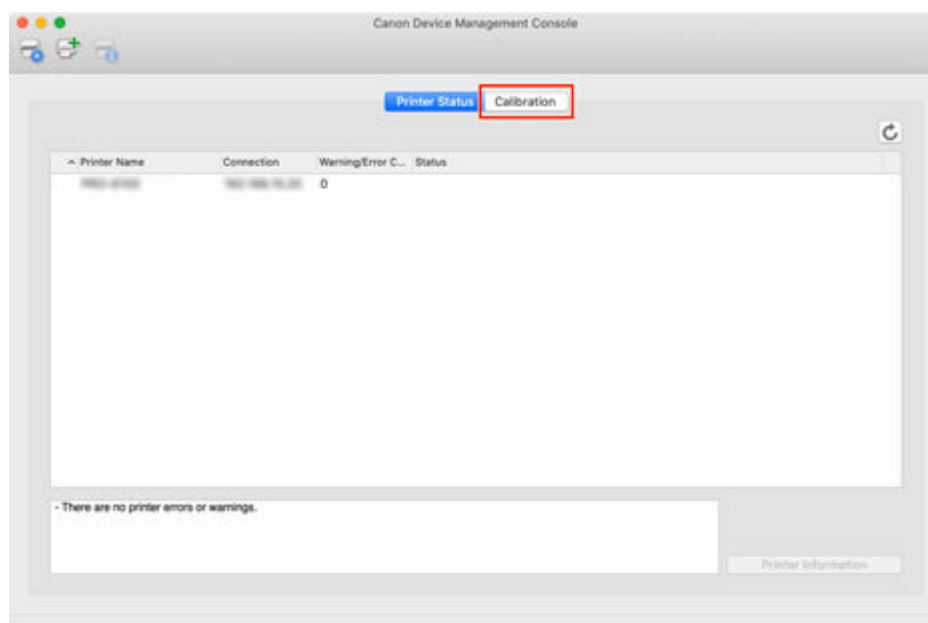 Canon Device Management Console
Printer Status Calibration
Printer Name Connection Warning/Error C... Status
0
- There are no printer errors or warnings.
Printer Information